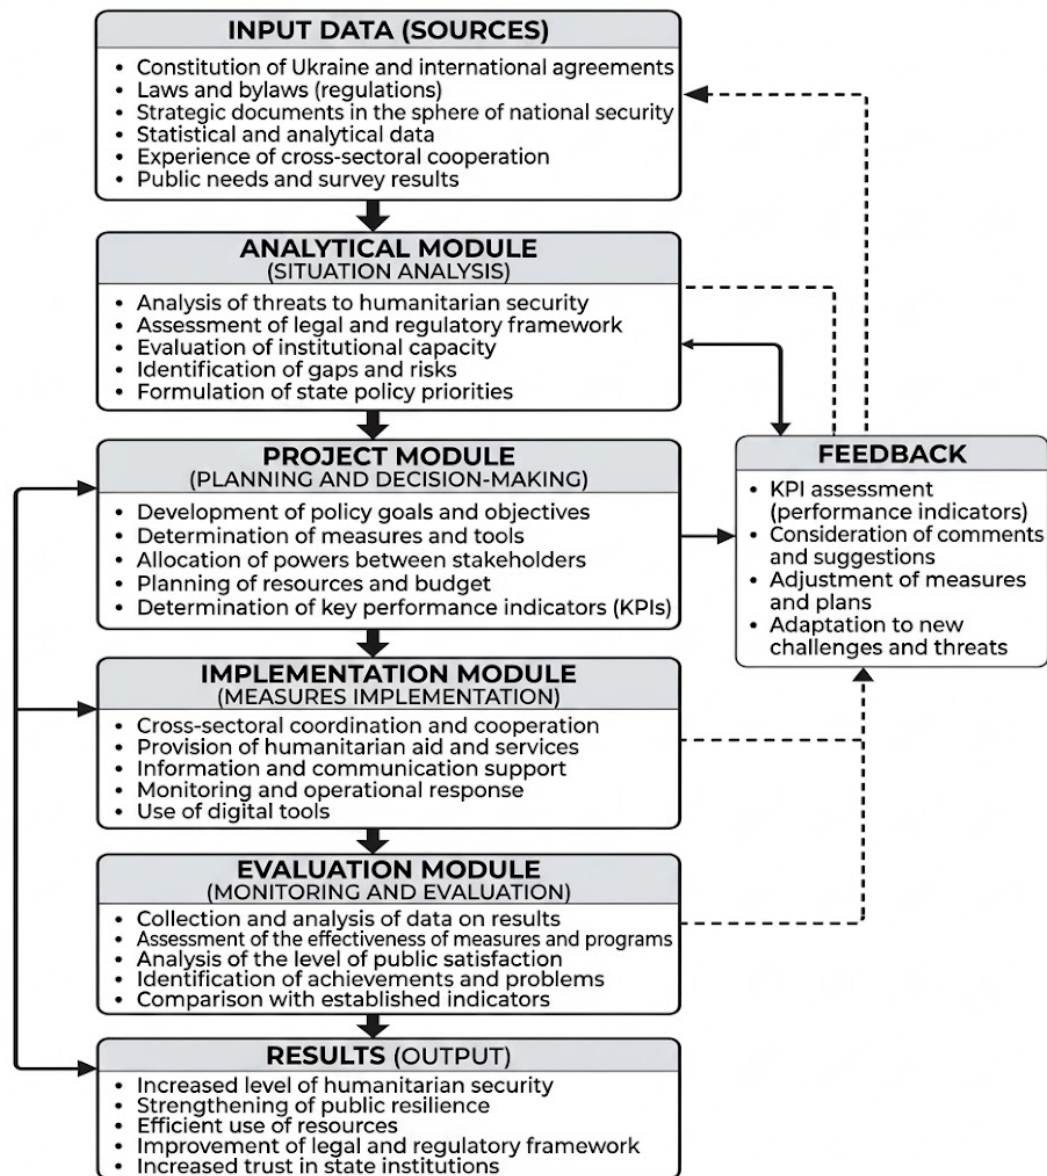 INPUT DATA (SOURCES)
• Constitution of Ukraine and international agreements
• Laws and bylaws (regulations)
• Strategic documents in the sphere of national security
• Statistical and analytical data
• Experience of cross-sectoral cooperation
• Public needs and survey results
ANALYTICAL MODULE
(SITUATION ANALYSIS)
• Analysis of threats to humanitarian security
• Assessment of legal and regulatory framework
• Evaluation of institutional capacity
• Identification of gaps and risks
• Formulation of state policy priorities
PROJECT MODULE
(PLANNING AND DECISION-MAKING)
• Development of policy goals and objectives
• Determination of measures and tools
• Allocation of powers between stakeholders
• Planning of resources and budget
• Determination of key performance indicators (KPIs)
FEEDBACK
• KPI assessment
(performance indicators)
• Consideration of comments
and suggestions
• Adjustment of measures
and plans
• Adaptation to new
challenges and threats
IMPLEMENTATION MODULE
(MEASURES IMPLEMENTATION)
• Cross-sectoral coordination and cooperation
• Provision of humanitarian aid and services
• Information and communication support
• Monitoring and operational response
• Use of digital tools
EVALUATION MODULE
(MONITORING AND EVALUATION)
• Collection and analysis of data on results
• Assessment of the effectiveness of measures and programs
• Analysis of the level of public satisfaction
• Identification of achievements and problems
• Comparison with established indicators
RESULTS (OUTPUT)
• Increased level of humanitarian security
• Strengthening of public resilience
• Efficient use of resources
• Improvement of legal and regulatory framework
• Increased trust in state institutions